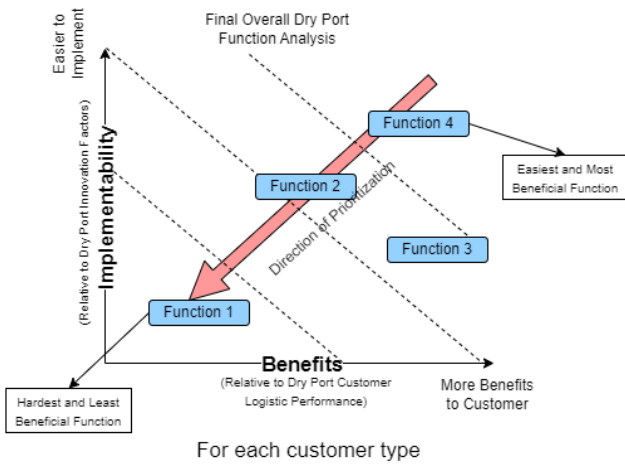 Final Overall Dry Port
Function Analysis
Easier to
Implement
Implementability
(Relative to Dry Port Innovation Factors)
Function 4
Function 2
Direction of Prioritization
Easiest and Most
Beneficial Function
Function 3
Function 1
Benefits
(Relative to Dry Port Customer
Logistic Performance)
More Benefits
to Customer
Hardest and Least
Beneficial Function
For each customer type